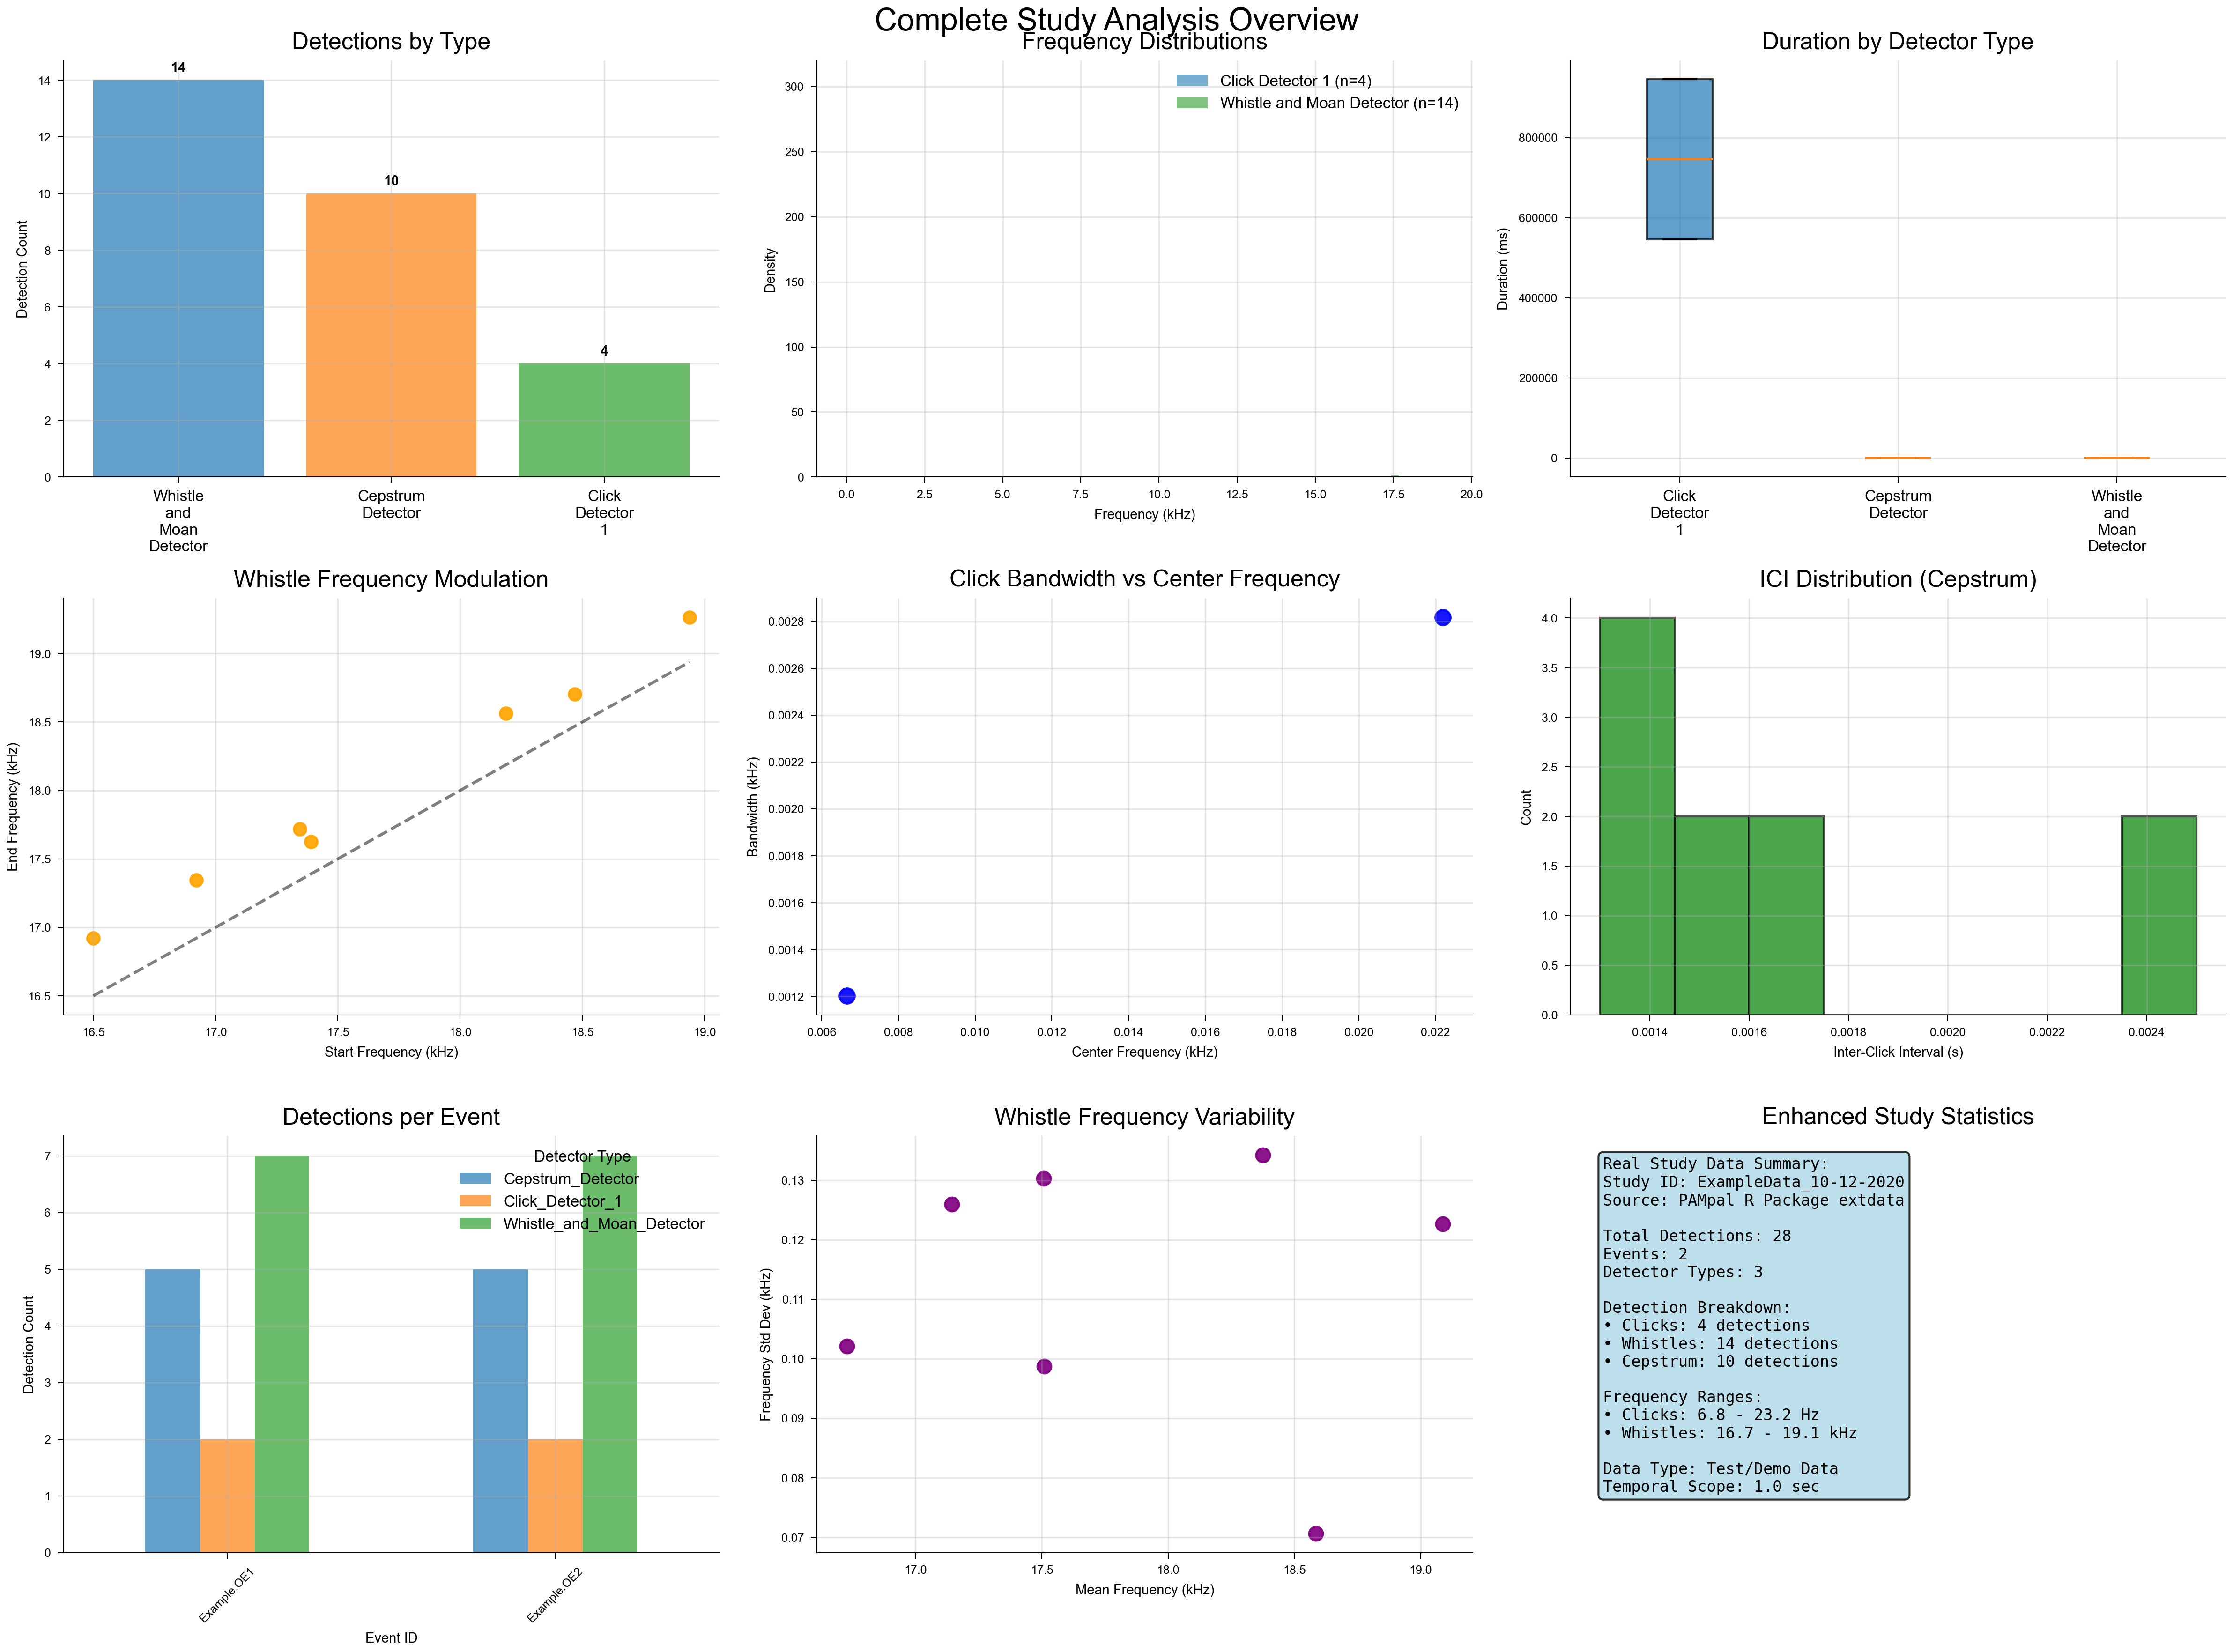 Complete Study Analysis Overview
Detections by Type
14
10
4
Detection Count
14
12
10
8
6
4
2
0
Whistle
and
Moan
Detector
Cepstrum
Detector
Click
Detector
1
Frequency Distributions
Click Detector 1 (n=4)
Whistle and Moan Detector (n=14)
Density
300
250
200
150
100
50
0
0.0 2.5 5.0 7.5 10.0 12.5 15.0 17.5 20.0
Frequency (kHz)
Duration by Detector Type
Duration (ms)
800000
600000
400000
200000
0
Click
Detector
1
Cepstrum
Detector
Whistle
and
Moan
Detector
Whistle Frequency Modulation
End Frequency (kHz)
19.0
18.5
18.0
17.5
17.0
16.5
16.5 17.0 17.5 18.0 18.5 19.0
Start Frequency (kHz)
Click Bandwidth vs Center Frequency
Bandwidth (kHz)
0.0028
0.0026
0.0024
0.0022
0.0020
0.0018
0.0016
0.0014
0.0012
0.006 0.008 0.010 0.012 0.014 0.016 0.018 0.020 0.022
Center Frequency (kHz)
ICI Distribution (Cepstrum)
Count
4.0
3.5
3.0
2.5
2.0
1.5
1.0
0.5
0.0
0.0014 0.0016 0.0018 0.0020 0.0022 0.0024
Inter-Click Interval (s)
Detections per Event
Detector Type
Cepstrum_Detector
Click_Detector_1
Whistle_and_Moan_Detector
Detection Count
7
6
5
4
3
2
1
0
Example.OE1
Example.OE2
Event ID
Whistle Frequency Variability
Frequency Std Dev (kHz)
0.13
0.12
0.11
0.10
0.09
0.08
0.07
17.0 17.5 18.0 18.5 19.0
Mean Frequency (kHz)
Enhanced Study Statistics
Real Study Data Summary:
Study ID: ExampleData_10-12-2020
Source: PAMpal R Package extdata
Total Detections: 28
Events: 2
Detector Types: 3
Detection Breakdown:
• Clicks: 4 detections
• Whistles: 14 detections
• Cepstrum: 10 detections
Frequency Ranges:
• Clicks: 6.8 - 23.2 Hz
• Whistles: 16.7 - 19.1 kHz
Data Type: Test/Demo Data
Temporal Scope: 1.0 sec